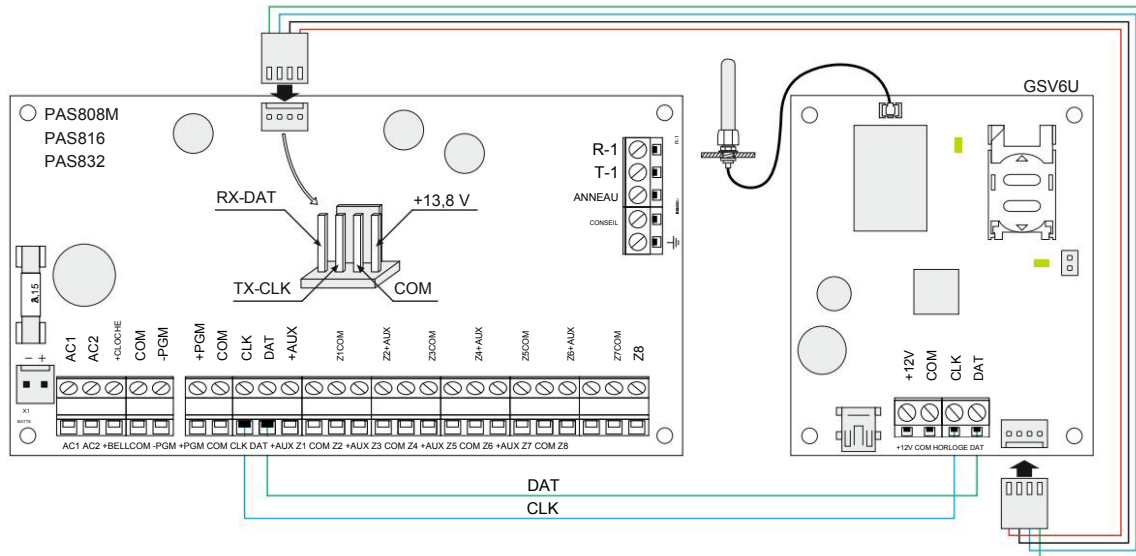 GSV6U
PAS808M
PAS816
PAS832
R-1
R-1
T-1
ANNEAU
CONSEIL
RX-DAT
+13,8 V
TX-CLK
COM
AC1
AC2
+CLOCHE
COM
-PGM
+PGM
COM
CLK
DAT
+AUX
Z1COM
Z2+AUX
Z3COM
Z4+AUX
Z5COM
Z6+AUX
Z7COM
Z8
− +
X1
BATTE
AC1 AC2 +BELLCOM -PGM +PGM COM CLK DAT +AUX Z1 COM Z2 +AUX Z3 COM Z4 +AUX Z5 COM Z6 +AUX Z7 COM Z8
+12V
COM
CLK
DAT
+12V COM HORLOGE DAT
DAT
CLK